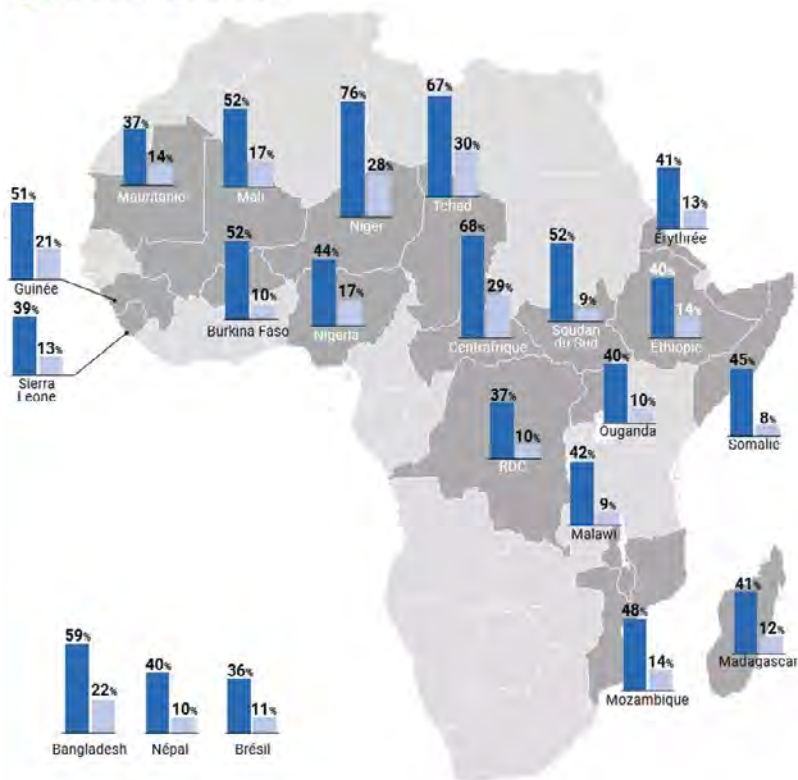 37%
14%
Mauritanie
52%
17%
Mali
76%
28%
Niger
67%
30%
Tchad
41%
13%
Érythrée
51%
21%
Guinée
52%
10%
Burkina Faso
44%
17%
Nigeria
68%
29%
Centrafrique
52%
9%
Soudan
du Sud
40%
14%
Éthiopie
39%
13%
Sierra
Leone
37%
10%
RDC
40%
10%
Ouganda
45%
8%
Somalie
42%
9%
Malawi
48%
14%
Mozambique
41%
12%
Madagascar
59%
22%
Bangladesh
40%
10%
Népal
36%
11%
Brésil